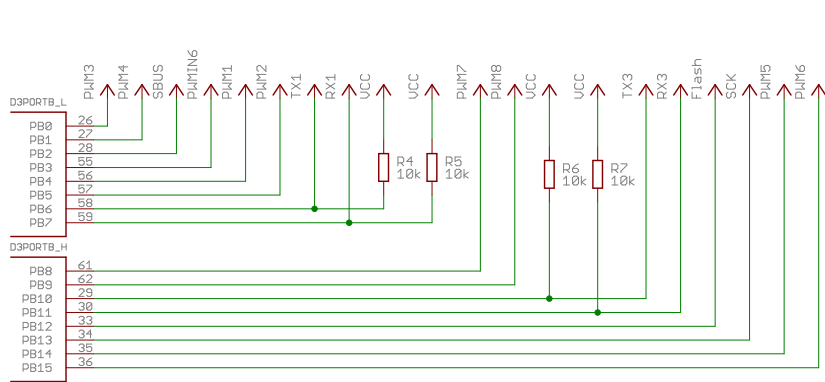 PWM3
PWM4
SBUS
PWMIN6
PWM1
PWM2
TX1
RX1
VCC
VCC
PWM7
PWM8
VCC
VCC
TX3
RX3
Flash
SCK
PWM5
PWM6
D3PORTB_L
PB0 26
PB1 27
PB2 28
PB3 55
PB4 56
PB5 57
PB6 58
PB7 59
R4
10k
R5
10k
R6
10k
R7
10k
D3PORTB_H
PB8 61
PB9 62
PB10 29
PB11 30
PB12 33
PB13 34
PB14 35
PB15 36